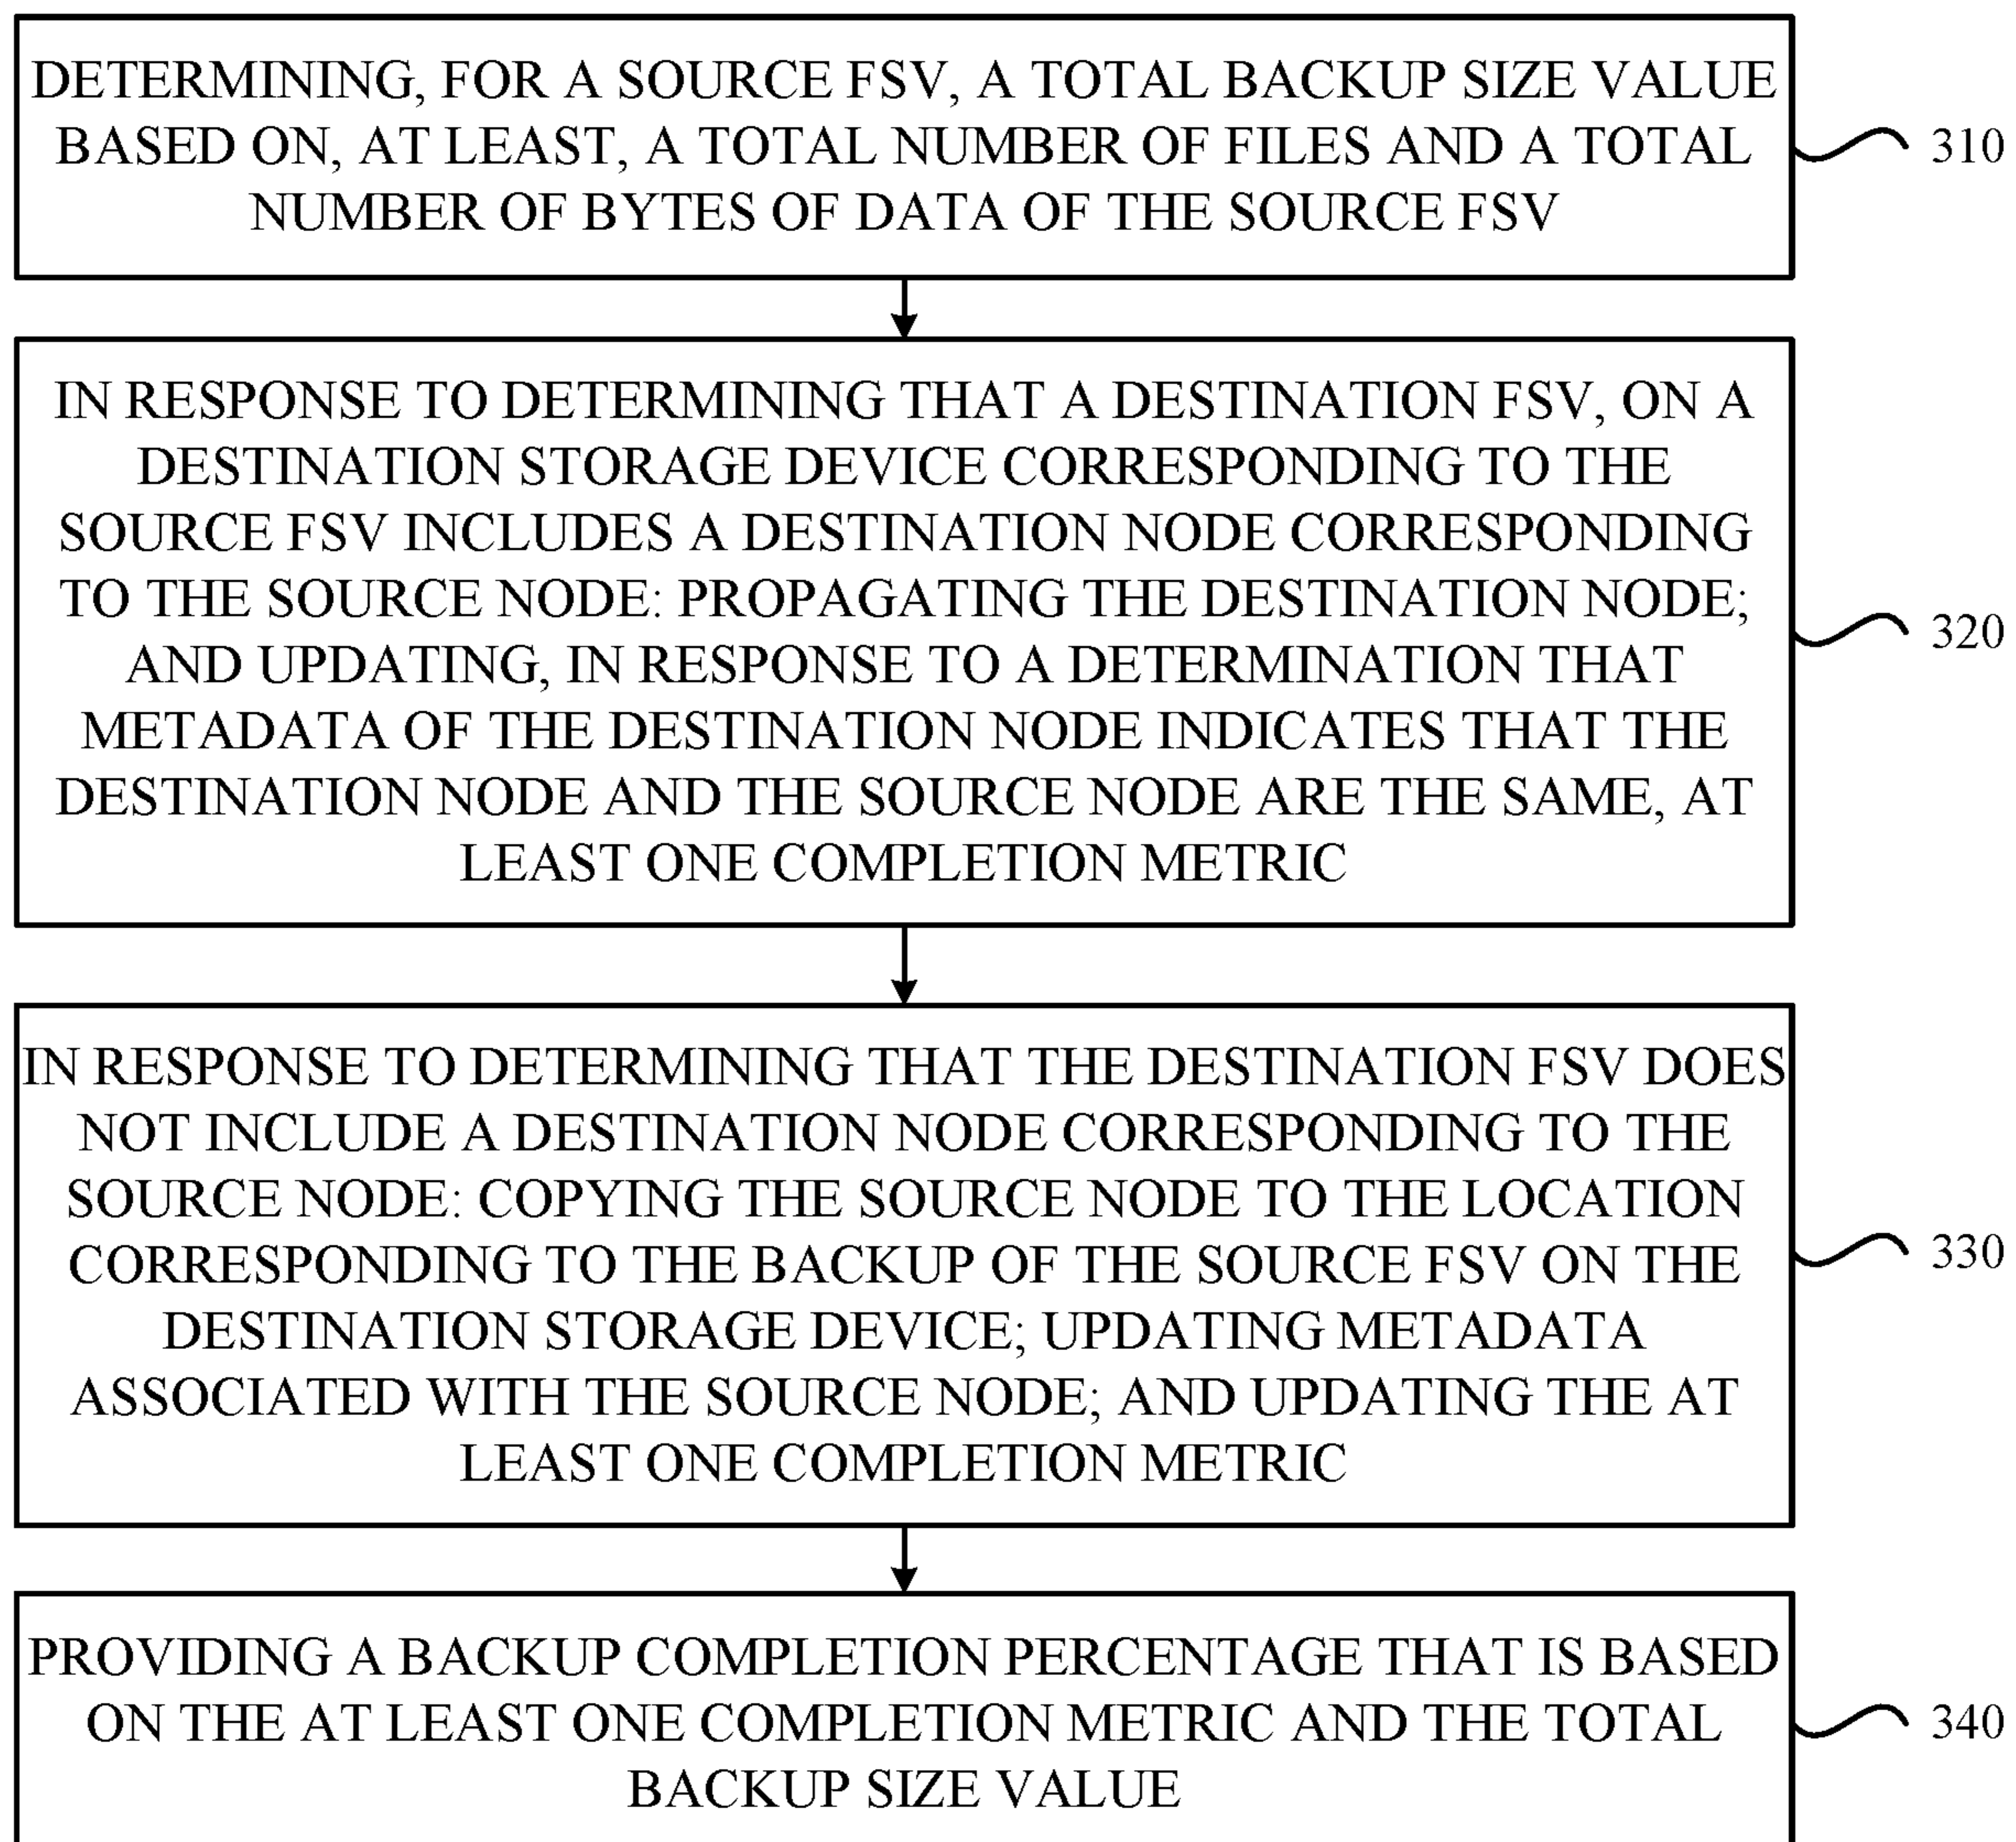 DETERMINING, FOR A SOURCE FSV, A TOTAL BACKUP SIZE VALUE
BASED ON, AT LEAST, A TOTAL NUMBER OF FILES AND A TOTAL
NUMBER OF BYTES OF DATA OF THE SOURCE FSV
310
IN RESPONSE TO DETERMINING THAT A DESTINATION FSV, ON A
DESTINATION STORAGE DEVICE CORRESPONDING TO THE
SOURCE FSV INCLUDES A DESTINATION NODE CORRESPONDING
TO THE SOURCE NODE: PROPAGATING THE DESTINATION NODE;
AND UPDATING, IN RESPONSE TO A DETERMINATION THAT
METADATA OF THE DESTINATION NODE INDICATES THAT THE
DESTINATION NODE AND THE SOURCE NODE ARE THE SAME, AT
LEAST ONE COMPLETION METRIC
320
IN RESPONSE TO DETERMINING THAT THE DESTINATION FSV DOES
NOT INCLUDE A DESTINATION NODE CORRESPONDING TO THE
SOURCE NODE: COPYING THE SOURCE NODE TO THE LOCATION
CORRESPONDING TO THE BACKUP OF THE SOURCE FSV ON THE
DESTINATION STORAGE DEVICE; UPDATING METADATA
ASSOCIATED WITH THE SOURCE NODE; AND UPDATING THE AT
LEAST ONE COMPLETION METRIC
330
PROVIDING A BACKUP COMPLETION PERCENTAGE THAT IS BASED
ON THE AT LEAST ONE COMPLETION METRIC AND THE TOTAL
BACKUP SIZE VALUE
340